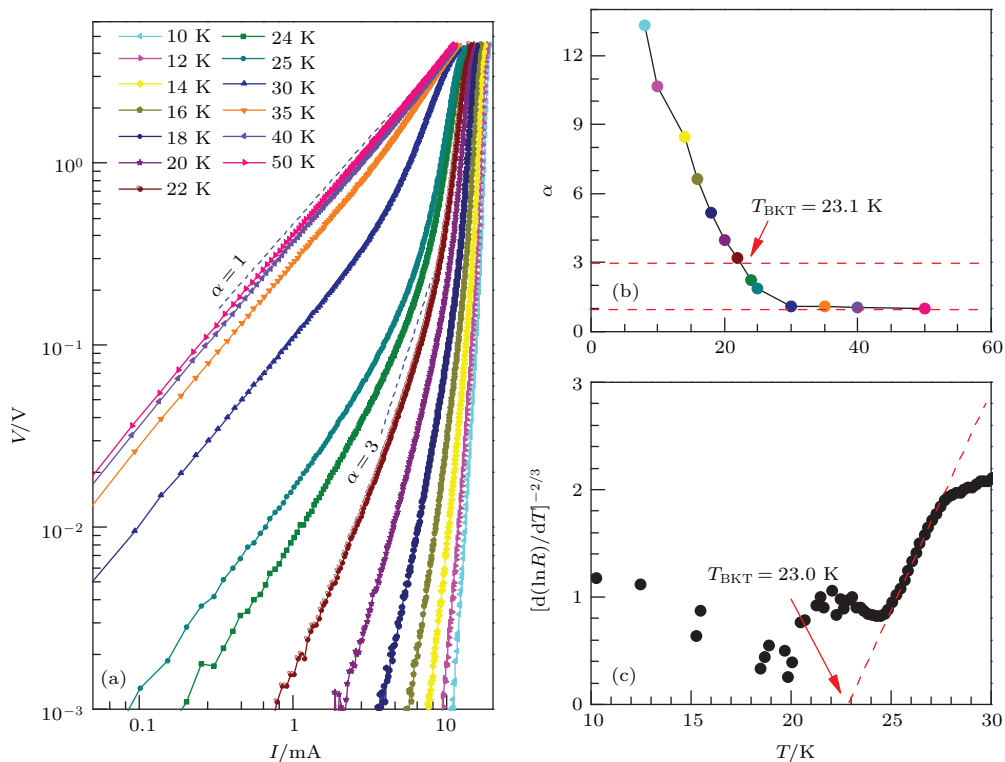 10 K
12 K
14 K
16 K
18 K
20 K
22 K
24 K
25 K
30 K
35 K
40 K
50 K
α = 1
α = 3
(a)
10⁰
10⁻¹
10⁻²
10⁻³
V/V
0.1 1 10
I/mA
12
9
6
3
0
α
T_BKT = 23.1 K
(b)
0 20 40 60
3
2
1
0
[d(lnR)/dT]^{-2/3}
T_BKT = 23.0 K
(c)
10 15 20 25 30
T/K